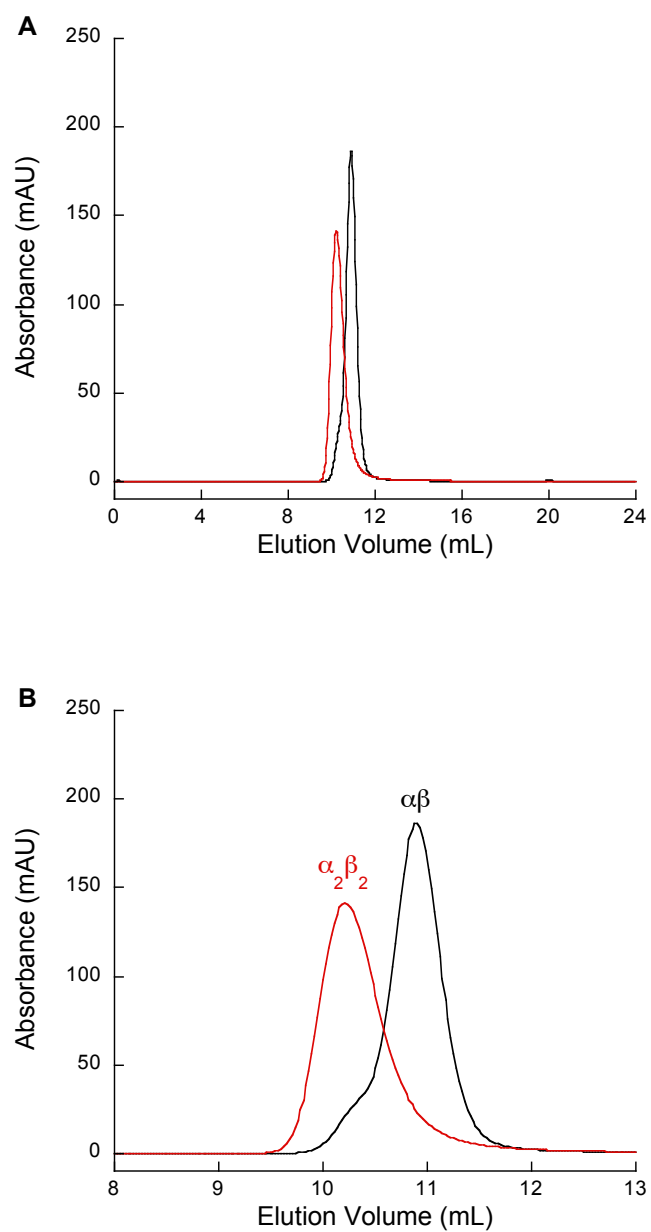 A
250
200
150
100
50
0
Absorbance (mAU)
0 4 8 12 16 20 24
Elution Volume (mL)
B
250
200
150
100
50
0
Absorbance (mAU)
αβ
α₂β₂
8 9 10 11 12 13
Elution Volume (mL)